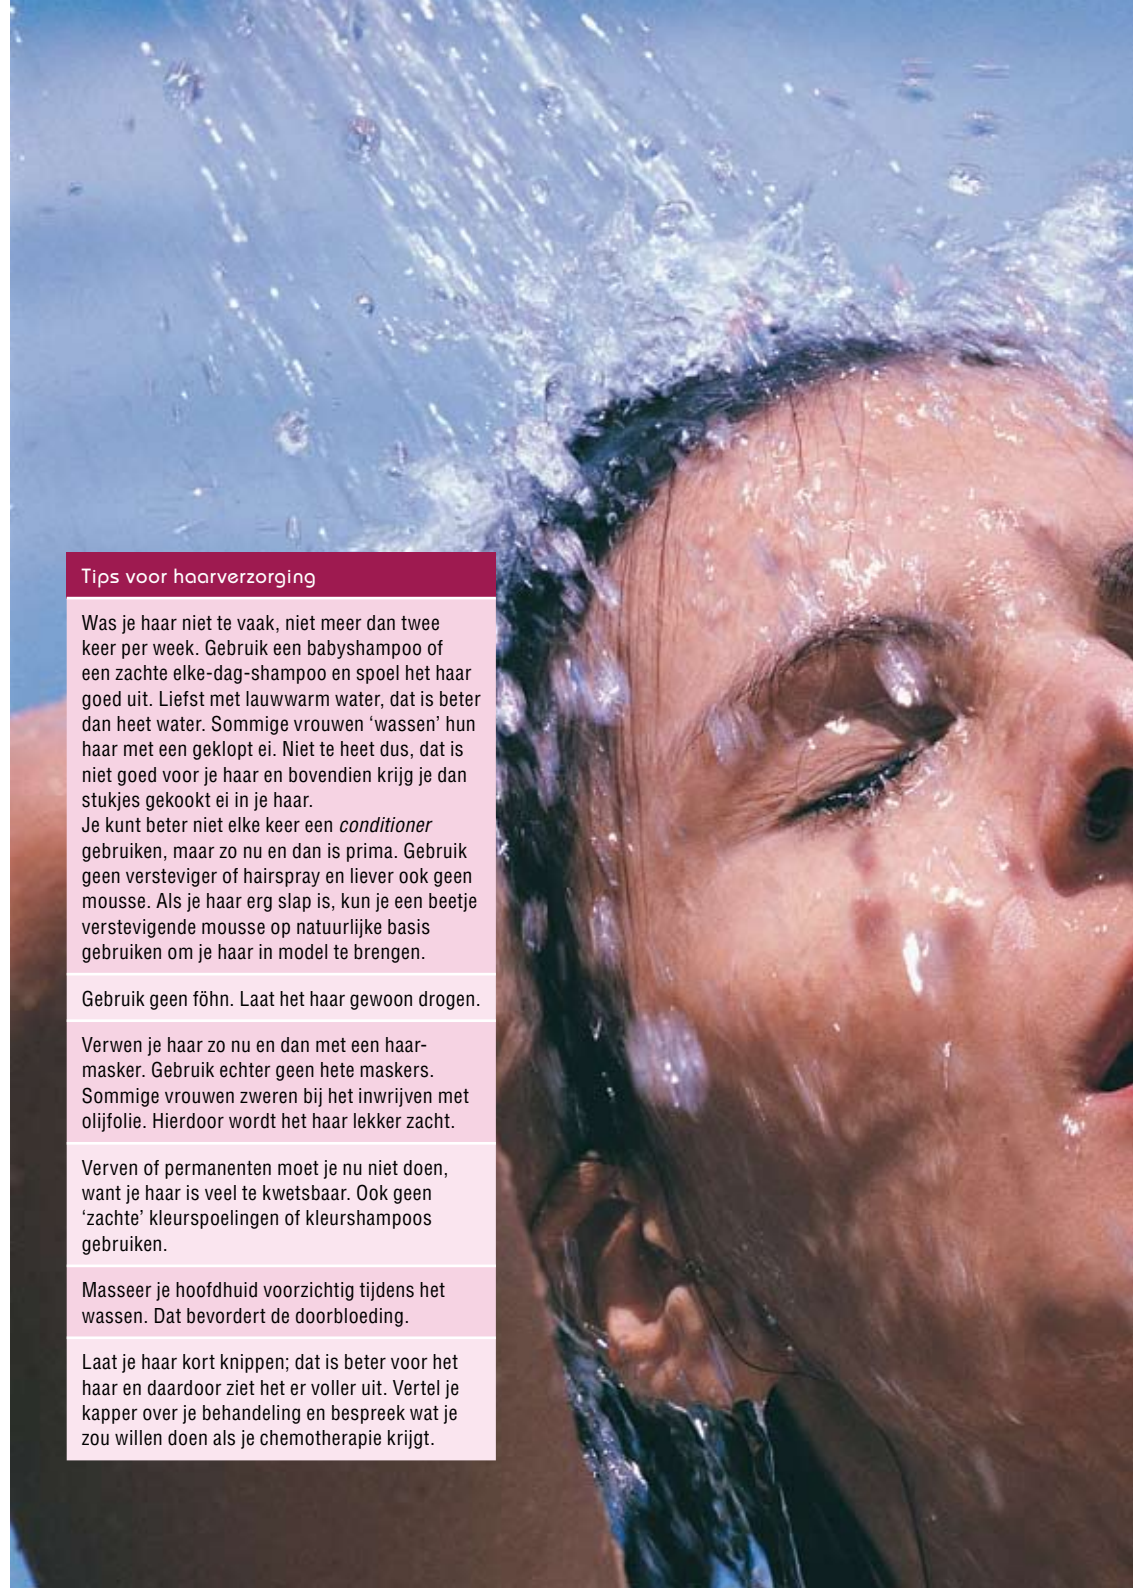 Tips voor haarverzorging
Was je haar niet te vaak, niet meer dan twee
keer per week. Gebruik een babyshampoo of
een zachte elke-dag-shampoo en spoel het haar
goed uit. Liefst met lauwwarm water, dat is beter
dan heet water. Sommige vrouwen ‘wassen’ hun
haar met een geklopt ei. Niet te heet dus, dat is
niet goed voor je haar en bovendien krijg je dan
stukjes gekookt ei in je haar.
Je kunt beter niet elke keer een conditioner
gebruiken, maar zo nu en dan is prima. Gebruik
geen versteviger of hairspray en liever ook geen
mousse. Als je haar erg slap is, kun je een beetje
verstevigende mousse op natuurlijke basis
gebruiken om je haar in model te brengen.
Gebruik geen föhn. Laat het haar gewoon drogen.
Verwen je haar zo nu en dan met een haar-
masker. Gebruik echter geen hete maskers.
Sommige vrouwen zweren bij het inwrijven met
olijfolie. Hierdoor wordt het haar lekker zacht.
Verven of permanenten moet je nu niet doen,
want je haar is veel te kwetsbaar. Ook geen
‘zachte’ kleurspoelingen of kleurshampoos
gebruiken.
Masseer je hoofdhuid voorzichtig tijdens het
wassen. Dat bevordert de doorbloeding.
Laat je haar kort knippen; dat is beter voor het
haar en daardoor ziet het er voller uit. Vertel je
kapper over je behandeling en bespreek wat je
zou willen doen als je chemotherapie krijgt.